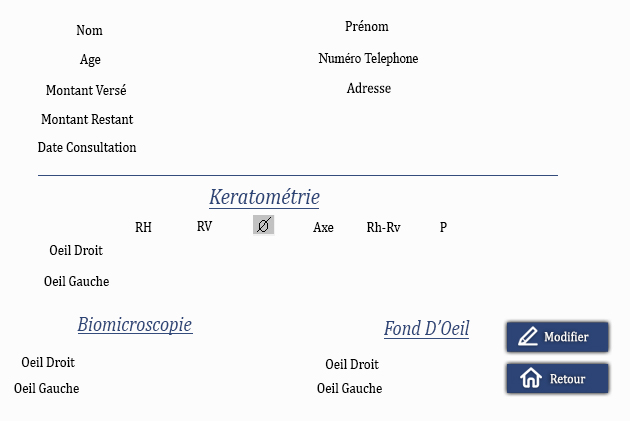 Nom
Prénom
Age
Numéro Telephone
Montant Versé
Adresse
Montant Restant
Date Consultation
Keratométrie
RH RV Ø Axe Rh-Rv P
Oeil Droit
Oeil Gauche
Biomicroscopie
Fond D'Oeil
Modifier
Oeil Droit
Oeil Droit
Retour
Oeil Gauche
Oeil Gauche